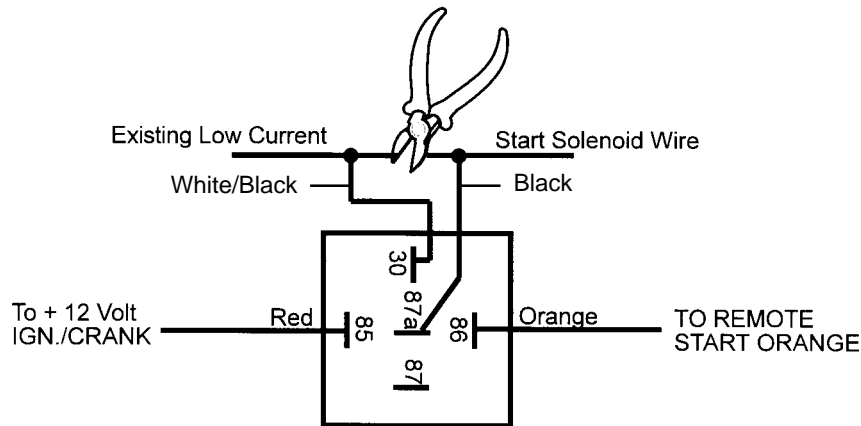 Existing Low Current
Start Solenoid Wire
White/Black
Black
30
87a
To + 12 Volt
IGN./CRANK
Red
85
86
Orange
TO REMOTE
START ORANGE
87